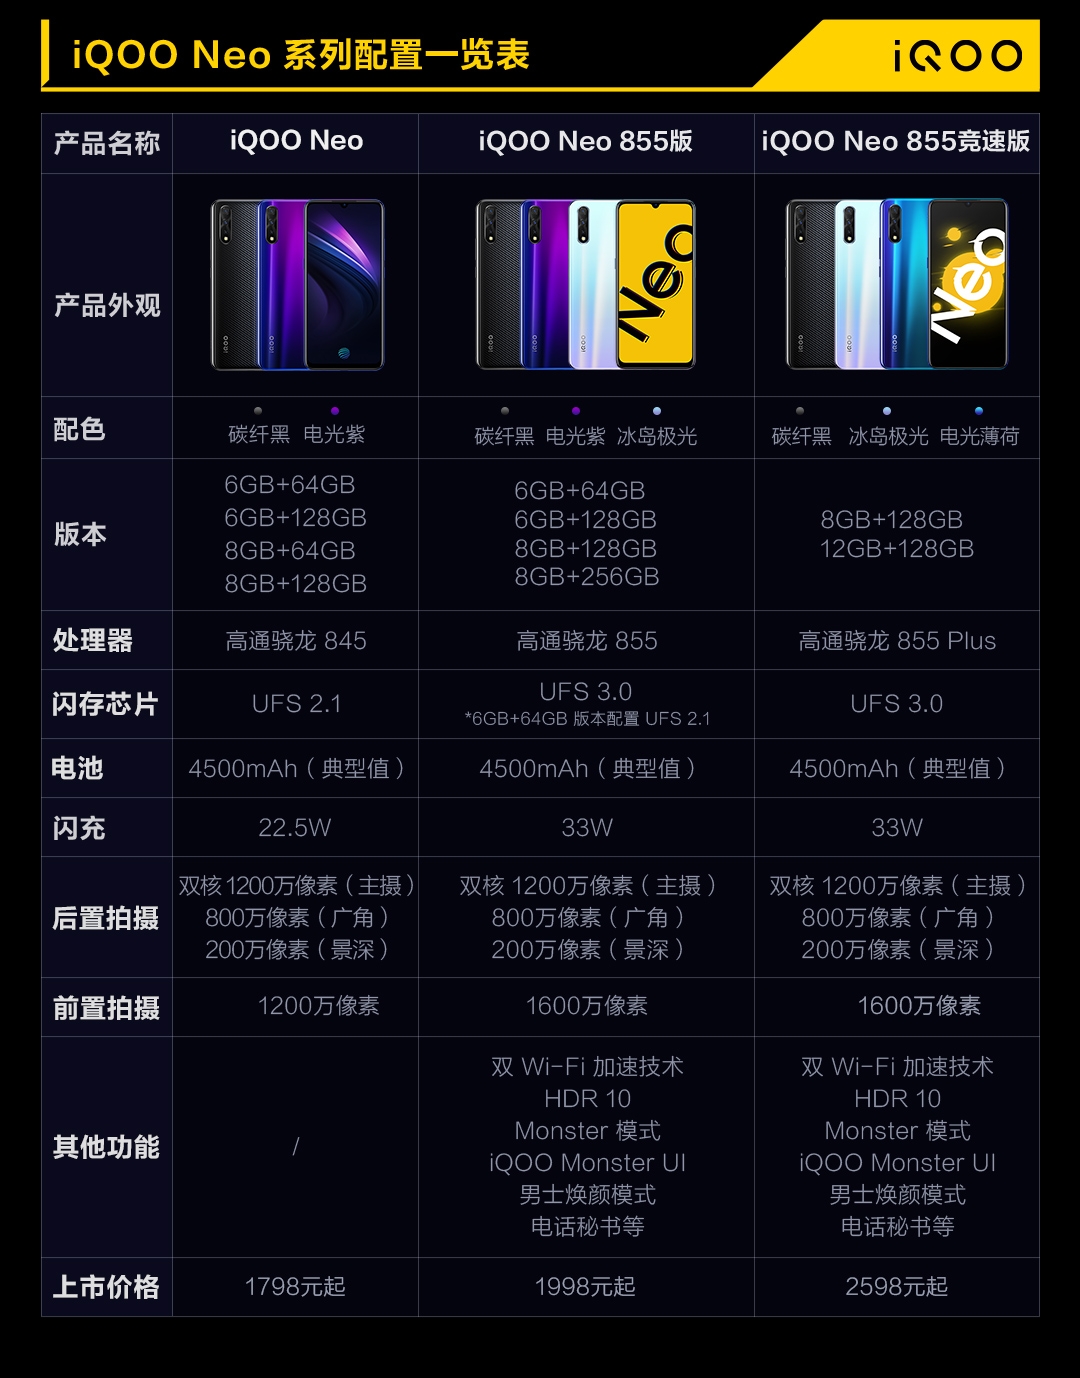 iQOO Neo 系列配置一览表
iQOO
产品名称
iQOO Neo
iQOO Neo 855版
iQOO Neo 855竞速版
产品外观
Neo
Neo
配色
碳纤黑 电光紫
碳纤黑 电光紫 冰岛极光
碳纤黑 冰岛极光 电光薄荷
版本
6GB+64GB
6GB+128GB
8GB+64GB
8GB+128GB
6GB+64GB
6GB+128GB
8GB+128GB
8GB+256GB
8GB+128GB
12GB+128GB
处理器
高通骁龙 845
高通骁龙 855
高通骁龙 855 Plus
闪存芯片
UFS 2.1
UFS 3.0
*6GB+64GB 版本配置 UFS 2.1
UFS 3.0
电池
4500mAh（典型值）
4500mAh（典型值）
4500mAh（典型值）
闪充
22.5W
33W
33W
后置拍摄
双核 1200万像素（主摄）
800万像素（广角）
200万像素（景深）
双核 1200万像素（主摄）
800万像素（广角）
200万像素（景深）
双核 1200万像素（主摄）
800万像素（广角）
200万像素（景深）
前置拍摄
1200万像素
1600万像素
1600万像素
其他功能
/
双 Wi-Fi 加速技术
HDR 10
Monster 模式
iQOO Monster UI
男士焕颜模式
电话秘书等
双 Wi-Fi 加速技术
HDR 10
Monster 模式
iQOO Monster UI
男士焕颜模式
电话秘书等
上市价格
1798元起
1998元起
2598元起